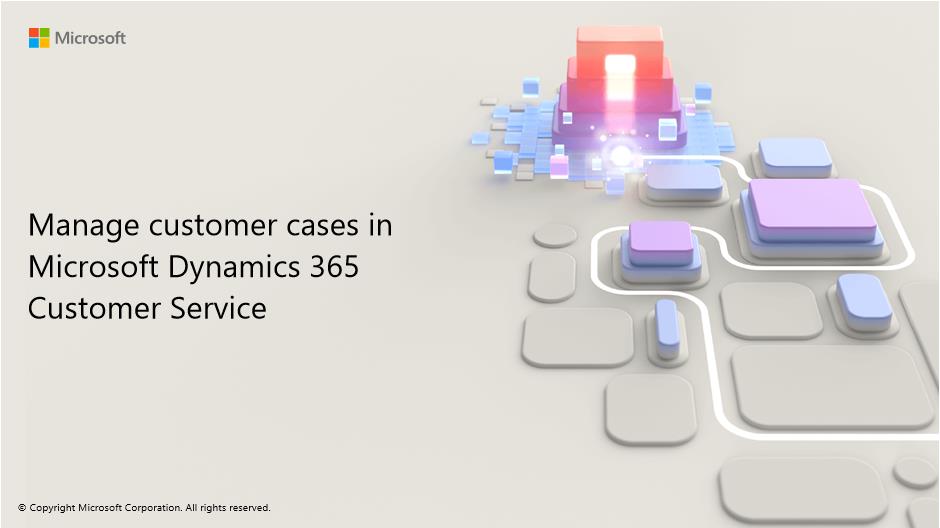 Microsoft
Manage customer cases in
Microsoft Dynamics 365
Customer Service
© Copyright Microsoft Corporation. All rights reserved.